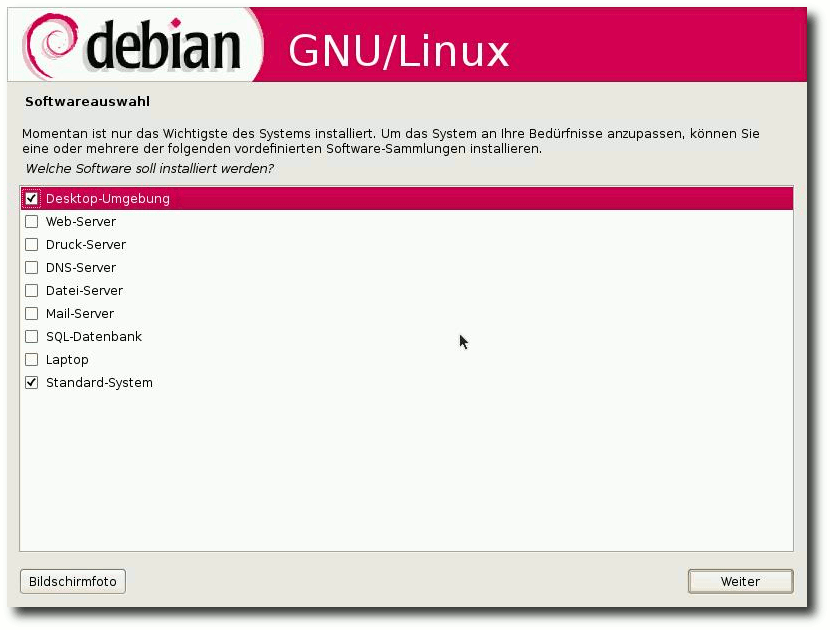 debian GNU/Linux
Softwareauswahl
Momentan ist nur das Wichtigste des Systems installiert. Um das System an Ihre Bedürfnisse anzupassen, können Sie
eine oder mehrere der folgenden vordefinierten Software-Sammlungen installieren.
Welche Software soll installiert werden?
Desktop-Umgebung
Web-Server
Druck-Server
DNS-Server
Datei-Server
Mail-Server
SQL-Datenbank
Laptop
Standard-System
Bildschirmfoto
Weiter